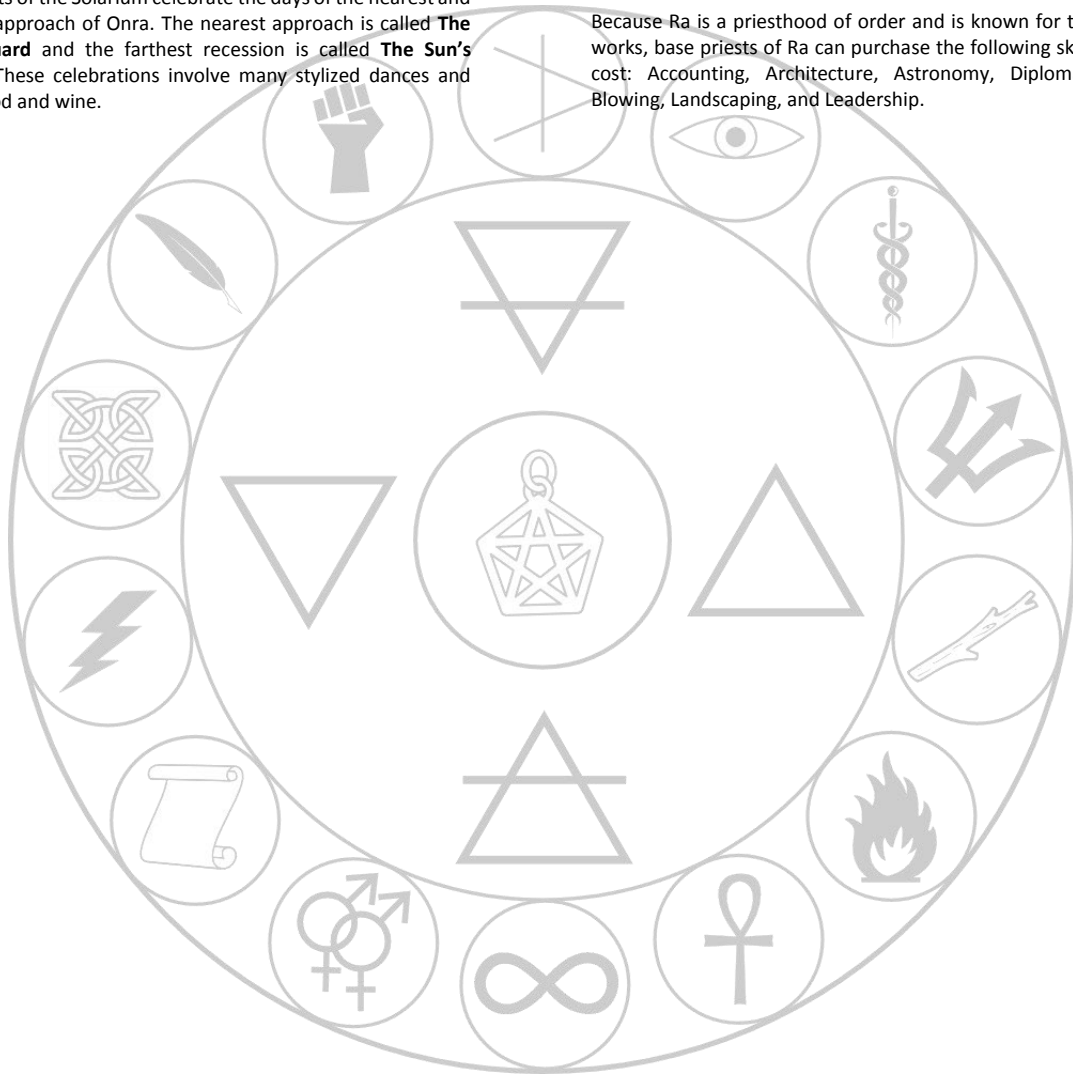 ts of the Solarium celebrate the days of the nearest and
approach of Onra. The nearest approach is called The
uard and the farthest recession is called The Sun's
These celebrations involve many stylized dances and
od and wine.
Because Ra is a priesthood of order and is known for t
works, base priests of Ra can purchase the following sk
cost: Accounting, Architecture, Astronomy, Diplom
Blowing, Landscaping, and Leadership.